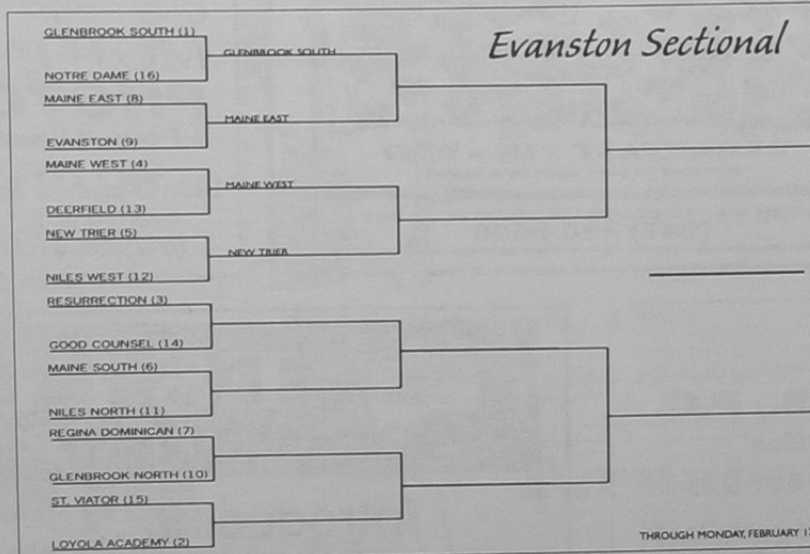 Evanston Sectional
GLENBROOK SOUTH (1)
GLENBROOK SOUTH
NOTRE DAME (16)
MAINE EAST (8)
MAINE EAST
EVANSTON (9)
MAINE WEST (4)
MAINE WEST
DEERFIELD (13)
NEW TRIER (5)
NEW TRIER
NILES WEST (12)
RESURRECTION (3)
GOOD COUNSEL (14)
MAINE SOUTH (6)
NILES NORTH (11)
REGINA DOMINICAN (7)
GLENBROOK NORTH (10)
ST. VIATOR (15)
LOYOLA ACADEMY (2)
THROUGH MONDAY, FEBRUARY